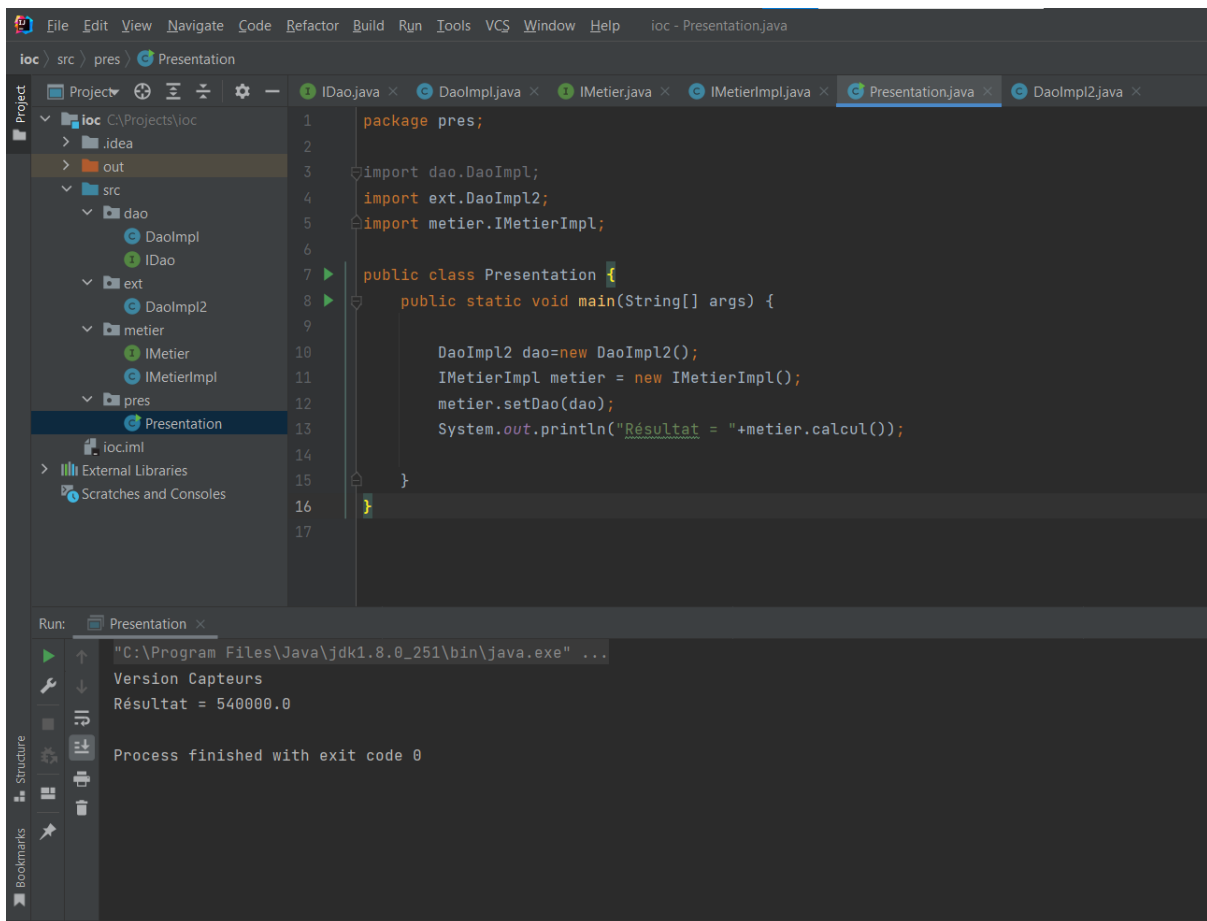 File Edit View Navigate Code Refactor Build Run Tools VCS Window Help ioc - Presentation.java
ioc src pres Presentation
Project
Project
IDao.java DaoImpl.java IMetier.java IMetierImpl.java Presentation.java DaoImpl2.java
ioc C:\Projects\ioc
.idea
out
src
dao
DaoImpl
IDao
ext
DaoImpl2
metier
IMetier
IMetierImpl
pres
Presentation
ioc.iml
External Libraries
Scratches and Consoles
1 package pres;
2
3 import dao.DaoImpl;
4 import ext.DaoImpl2;
5 import metier.IMetierImpl;
6
7 public class Presentation {
8 public static void main(String[] args) {
9
10 DaoImpl2 dao=new DaoImpl2();
11 IMetierImpl metier = new IMetierImpl();
12 metier.setDao(dao);
13 System.out.println("Résultat = "+metier.calcul());
14
15 }
16 }
17
Run: Presentation
"C:\Program Files\Java\jdk1.8.0_251\bin\java.exe" ...
Version Capteurs
Résultat = 540000.0
Process finished with exit code 0
Structure
Bookmarks